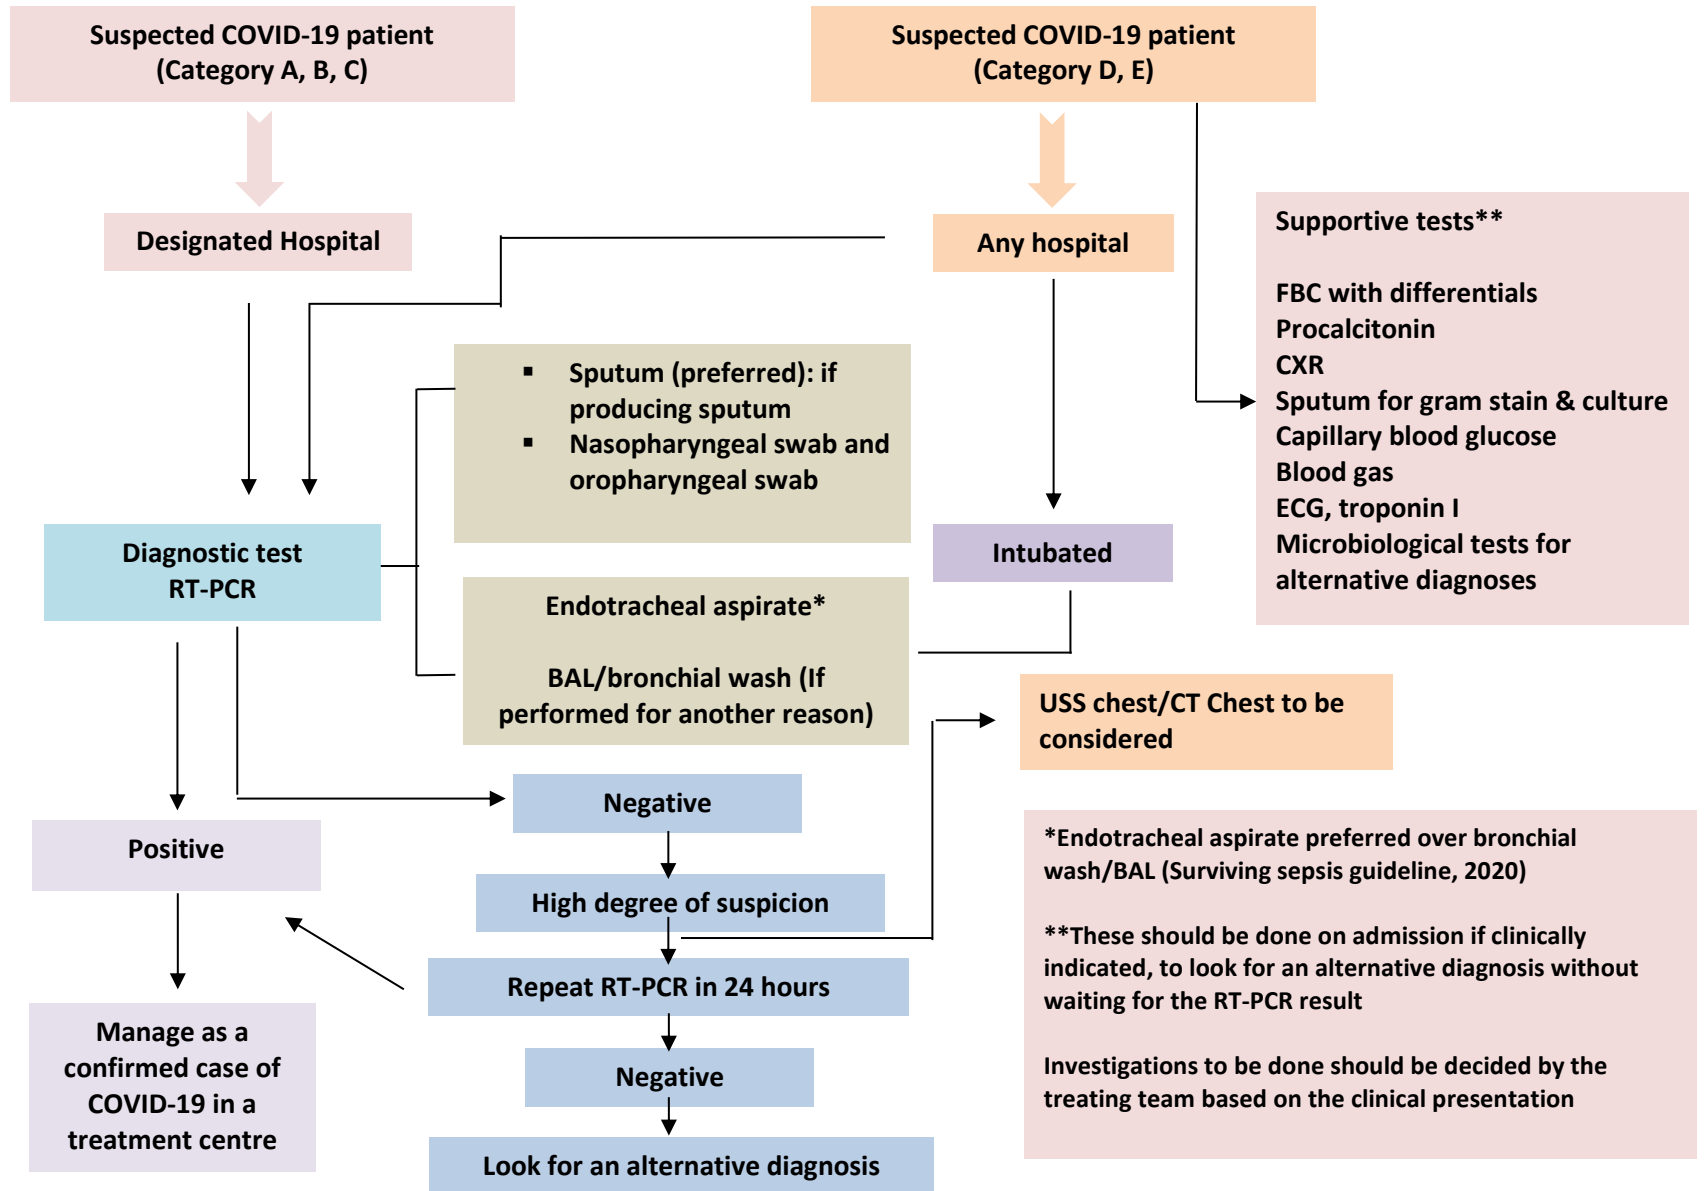 Suspected COVID-19 patient
(Category A, B, C)
Suspected COVID-19 patient
(Category D, E)
Designated Hospital
Any hospital
Supportive tests**
FBC with differentials
Procalcitonin
CXR
Sputum for gram stain & culture
Capillary blood glucose
Blood gas
ECG, troponin I
Microbiological tests for
alternative diagnoses
▪ Sputum (preferred): if
producing sputum
▪ Nasopharyngeal swab and
oropharyngeal swab
Diagnostic test
RT-PCR
Intubated
Endotracheal aspirate*
BAL/bronchial wash (If
performed for another reason)
USS chest/CT Chest to be
considered
Negative
Positive
High degree of suspicion
Repeat RT-PCR in 24 hours
Manage as a
confirmed case of
COVID-19 in a
treatment centre
Negative
Look for an alternative diagnosis
*Endotracheal aspirate preferred over bronchial
wash/BAL (Surviving sepsis guideline, 2020)
**These should be done on admission if clinically
indicated, to look for an alternative diagnosis without
waiting for the RT-PCR result
Investigations to be done should be decided by the
treating team based on the clinical presentation